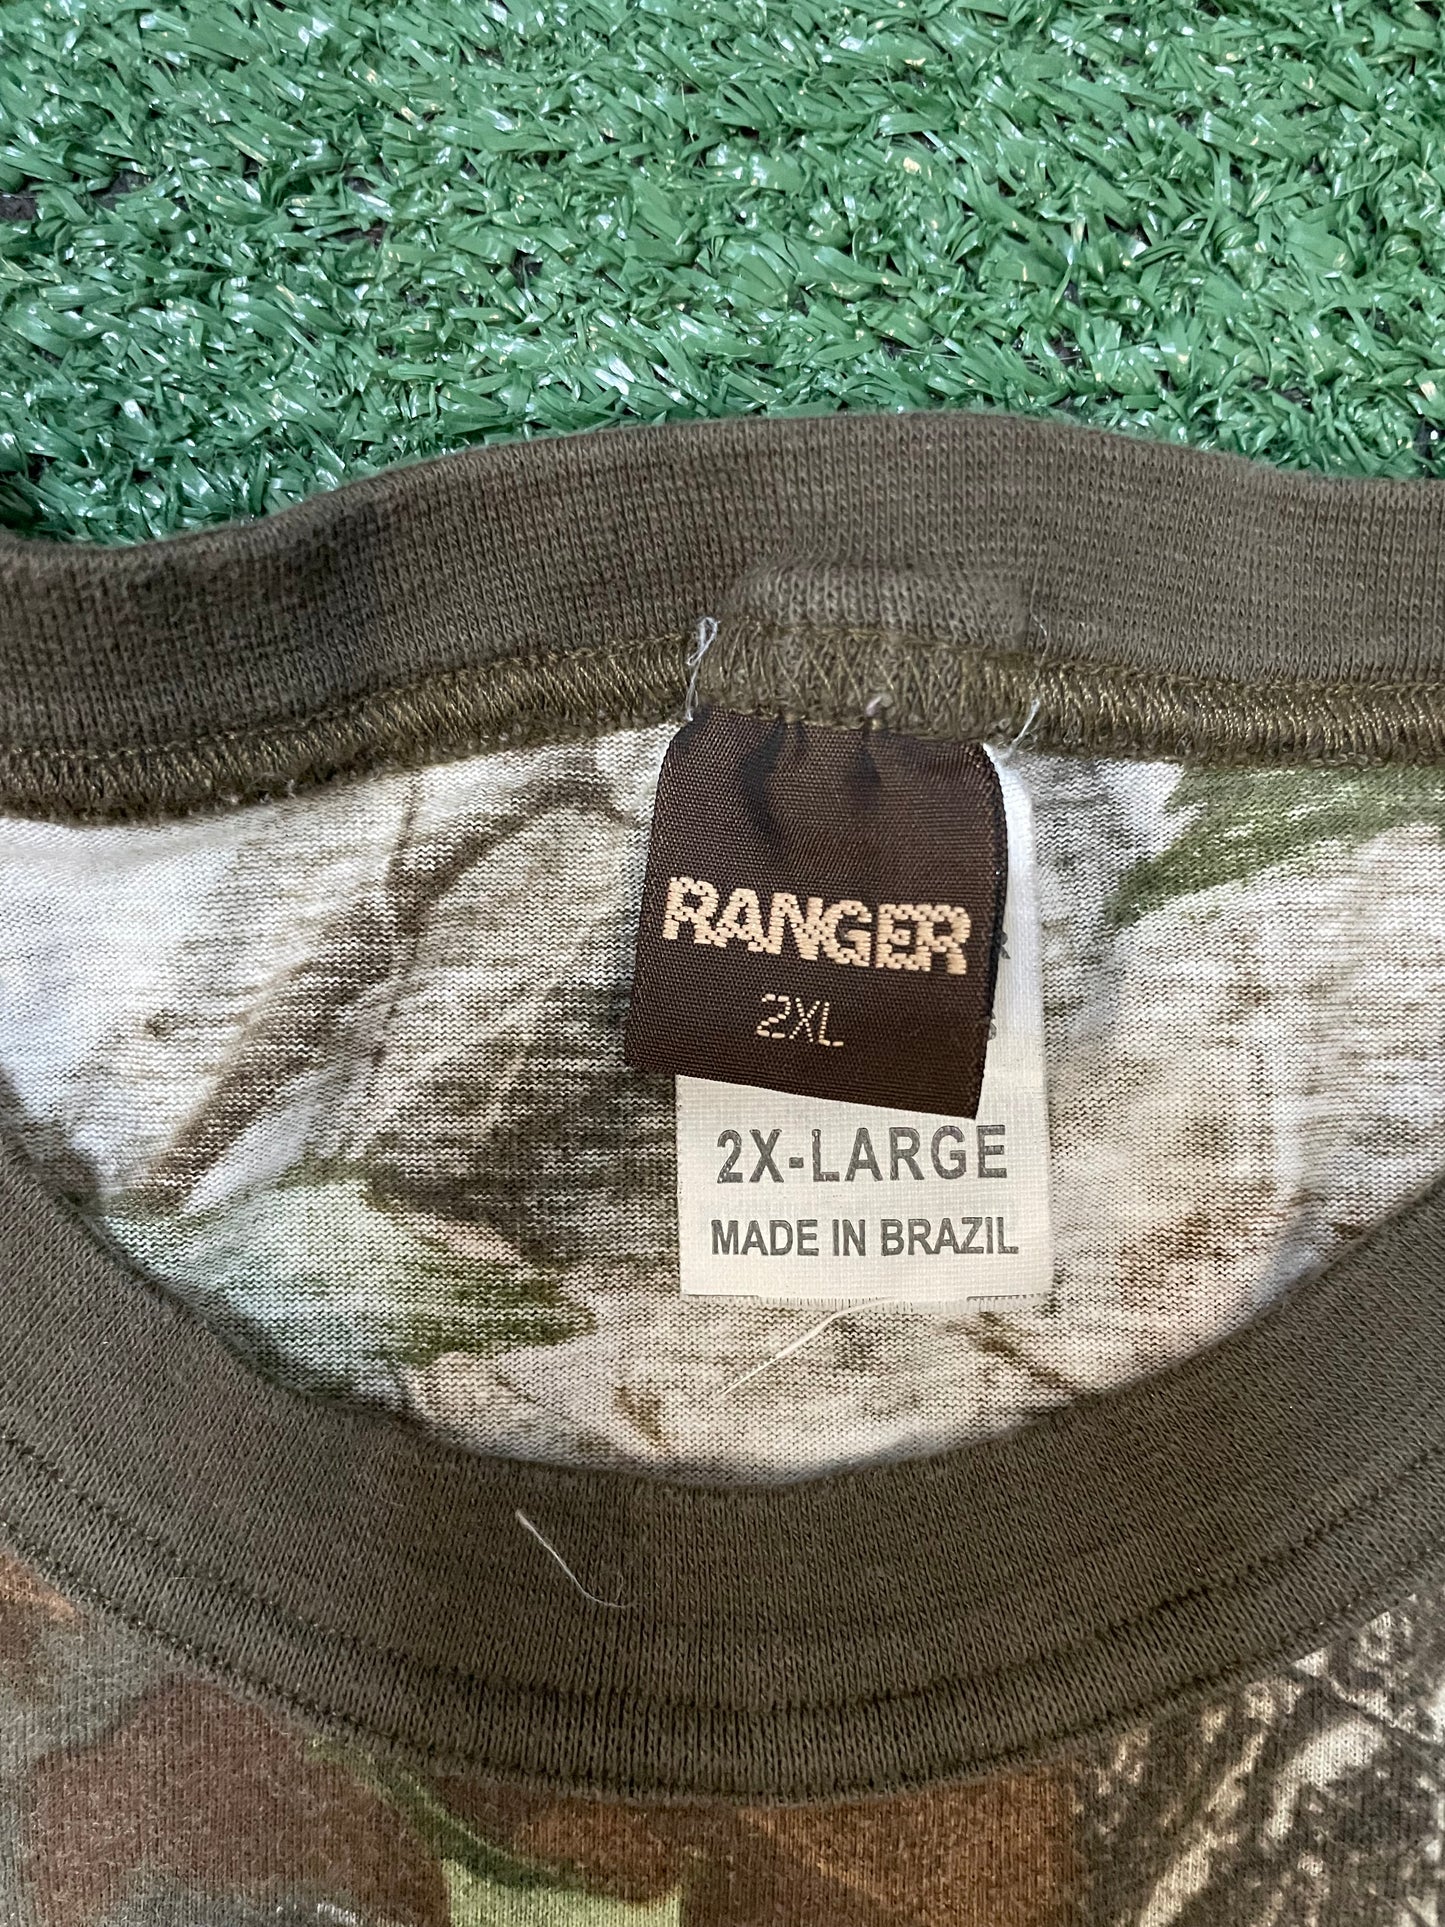 RANGER
2XL
2X-LARGE
MADE IN BRAZIL